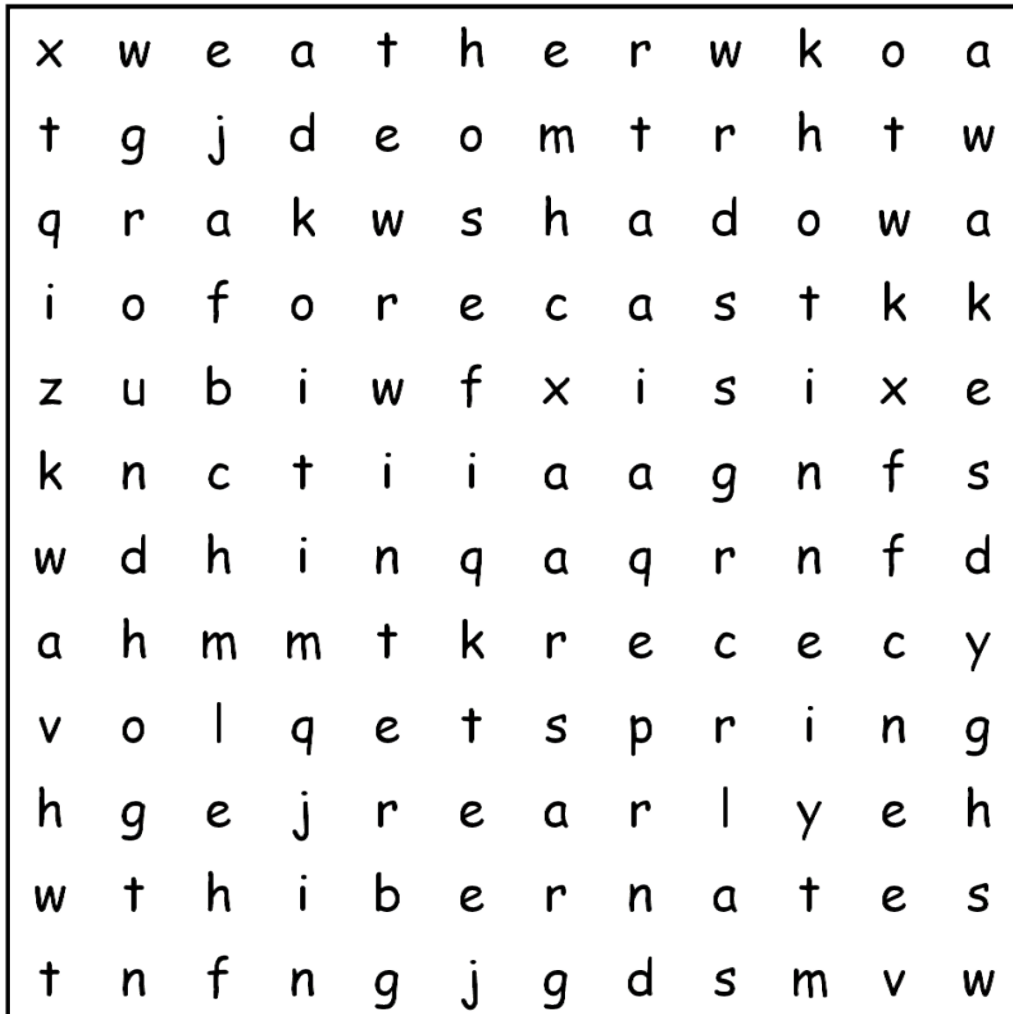 x w e a t h e r w k o a
t g j d e o m t r h t w
q r a k w s h a d o w a
i o f o r e c a s t k k
z u b i w f x i s i x e
k n c t i i a a g n f s
w d h i n q a q r n f d
a h m m t k r e c e c y
v o l q e t s p r i n g
h g e j r e a r l y e h
w t h i b e r n a t e s
t n f n g j g d s m v w